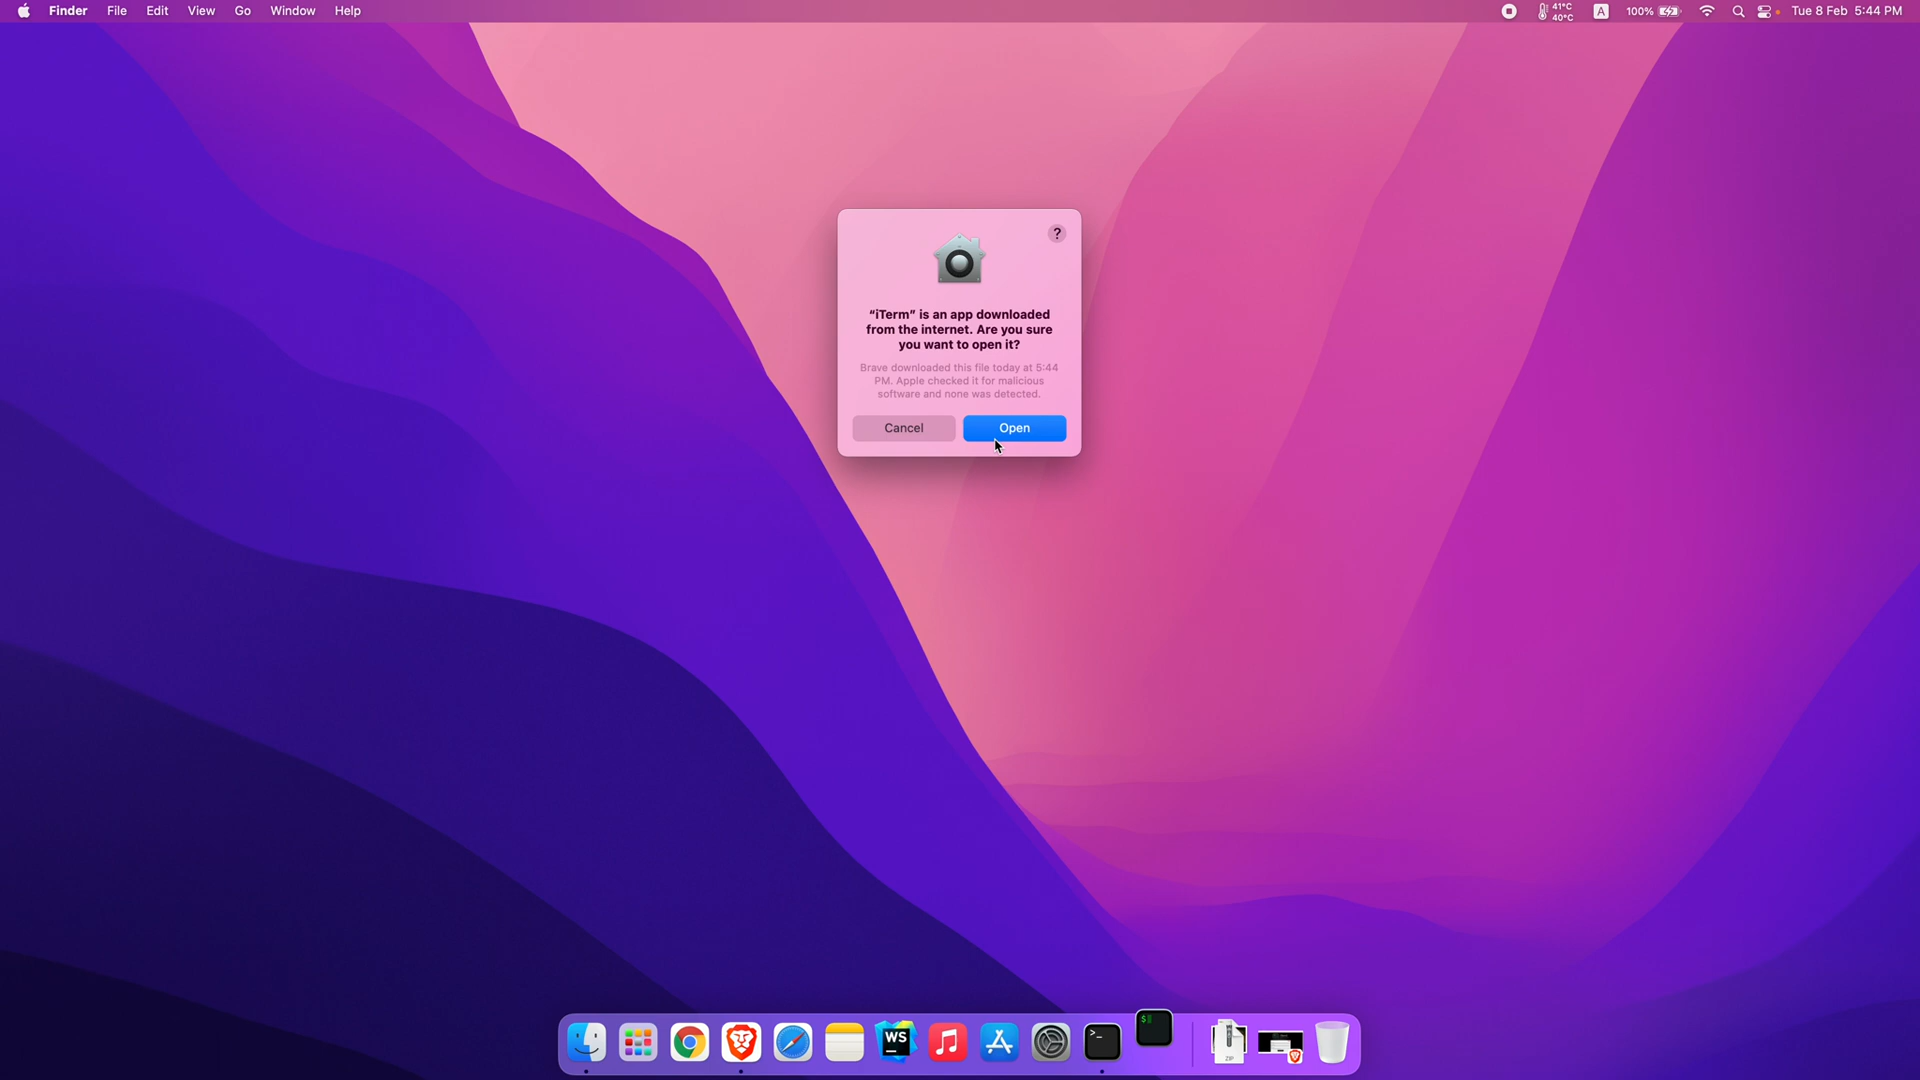 Finder File Edit View Go Window Help 41°C 40°C A 100% Tue 8 Feb 5:44 PM
?
“iTerm” is an app downloaded
from the internet. Are you sure
you want to open it?
Brave downloaded this file today at 5:44
PM. Apple checked it for malicious
software and none was detected.
Cancel Open
WS >_ $ ZIP